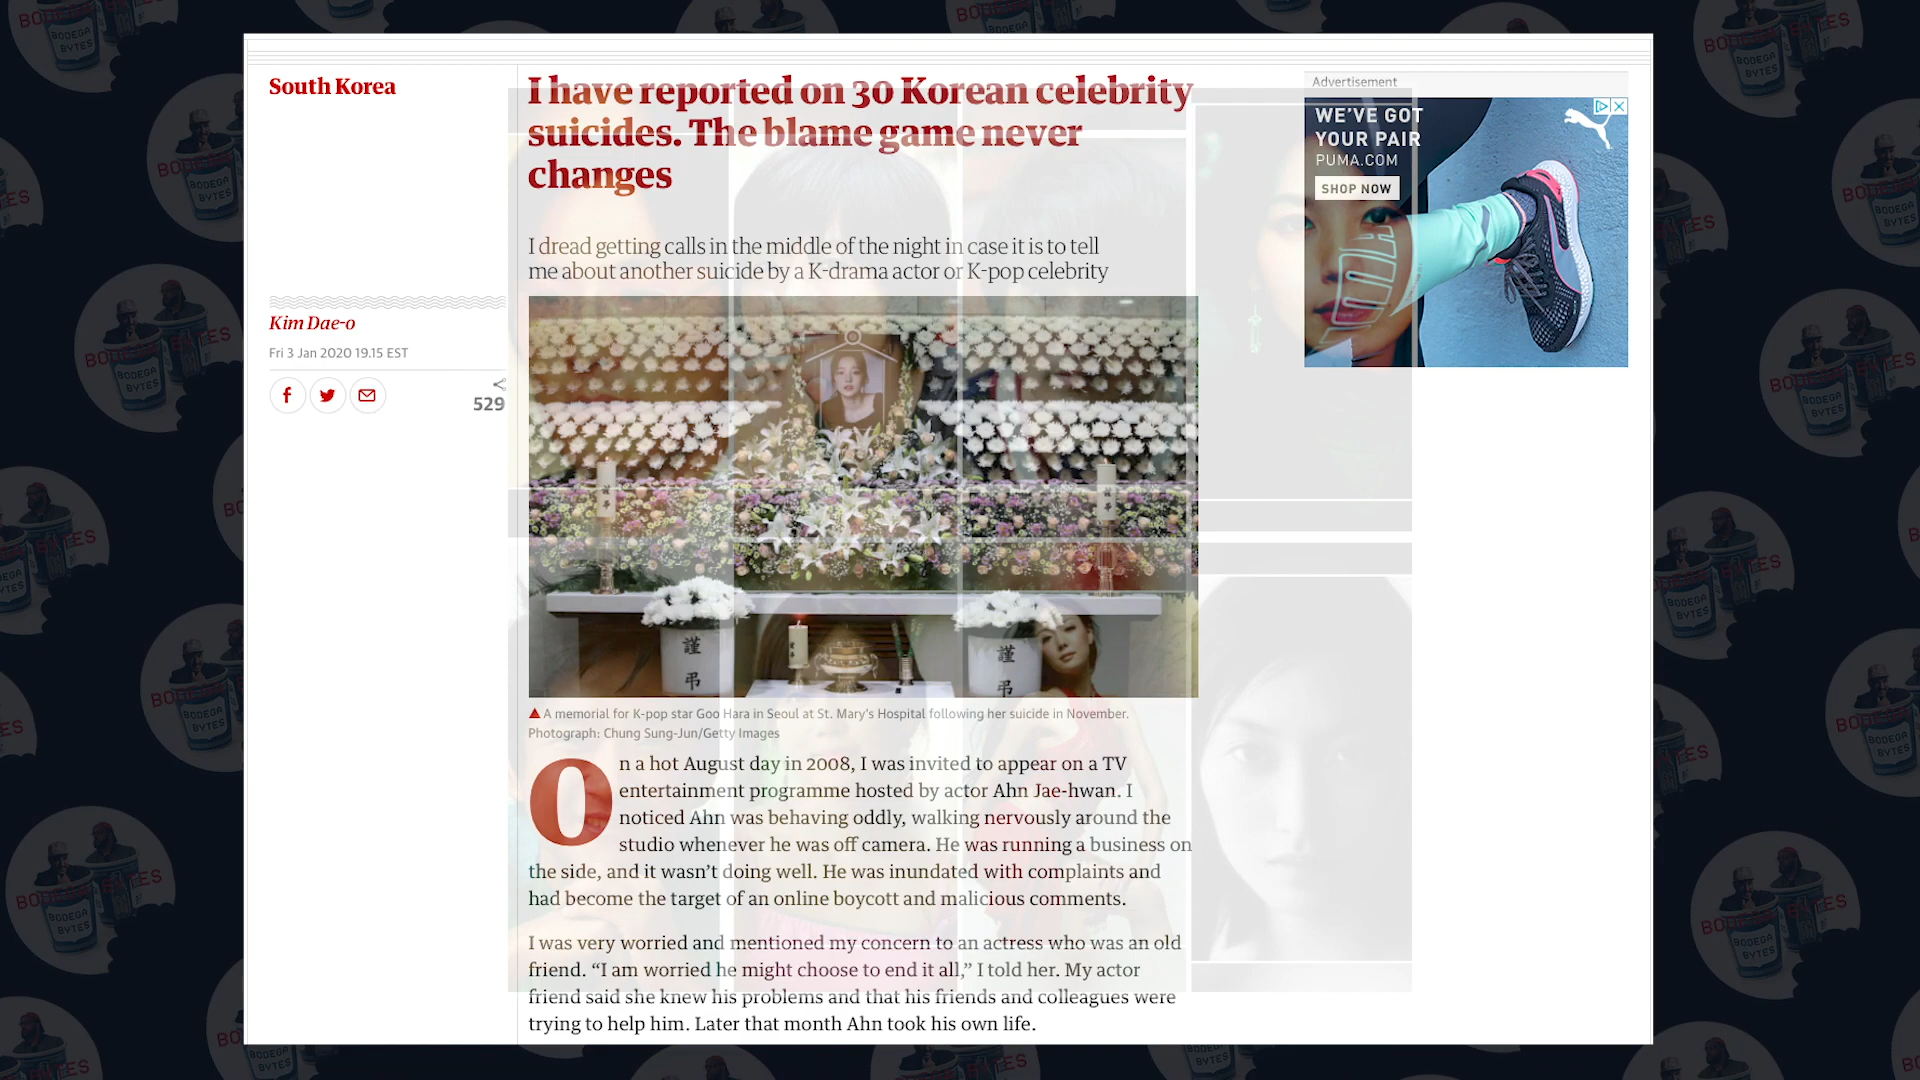 South Korea
I have reported on 30 Korean celebrity
suicides. The blame game never
changes
I dread getting calls in the middle of the night in case it is to tell
me about another suicide by a K-drama actor or K-pop celebrity
Kim Dae-o
Fri 3 Jan 2020 19.15 EST
529
Advertisement
WE'VE GOT
YOUR PAIR
PUMA.COM
SHOP NOW
謹
弔
謹
弔
A memorial for K-pop star Goo Hara in Seoul at St. Mary's Hospital following her suicide in November.
Photograph: Chung Sung-Jun/Getty Images
On a hot August day in 2008, I was invited to appear on a TV
entertainment programme hosted by actor Ahn Jae-hwan. I
noticed Ahn was behaving oddly, walking nervously around the
studio whenever he was off camera. He was running a business on
the side, and it wasn't doing well. He was inundated with complaints and
had become the target of an online boycott and malicious comments.
I was very worried and mentioned my concern to an actress who was an old
friend. “I am worried he might choose to end it all,” I told her. My actor
friend said she knew his problems and that his friends and colleagues were
trying to help him. Later that month Ahn took his own life.
BODEGA BYTES